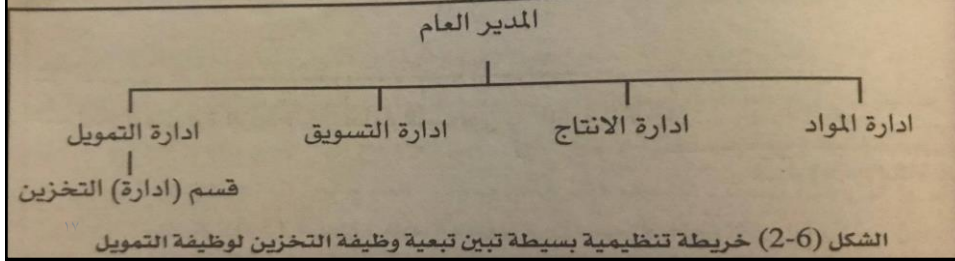 المدير العام
ادارة المواد
ادارة الانتاج
ادارة التسويق
ادارة التمويل
قسم (ادارة) التخزين
١٧
الشكل (6-2) خريطة تنظيمية بسيطة تبين تبعية وظيفة التخزين لوظيفة التمويل